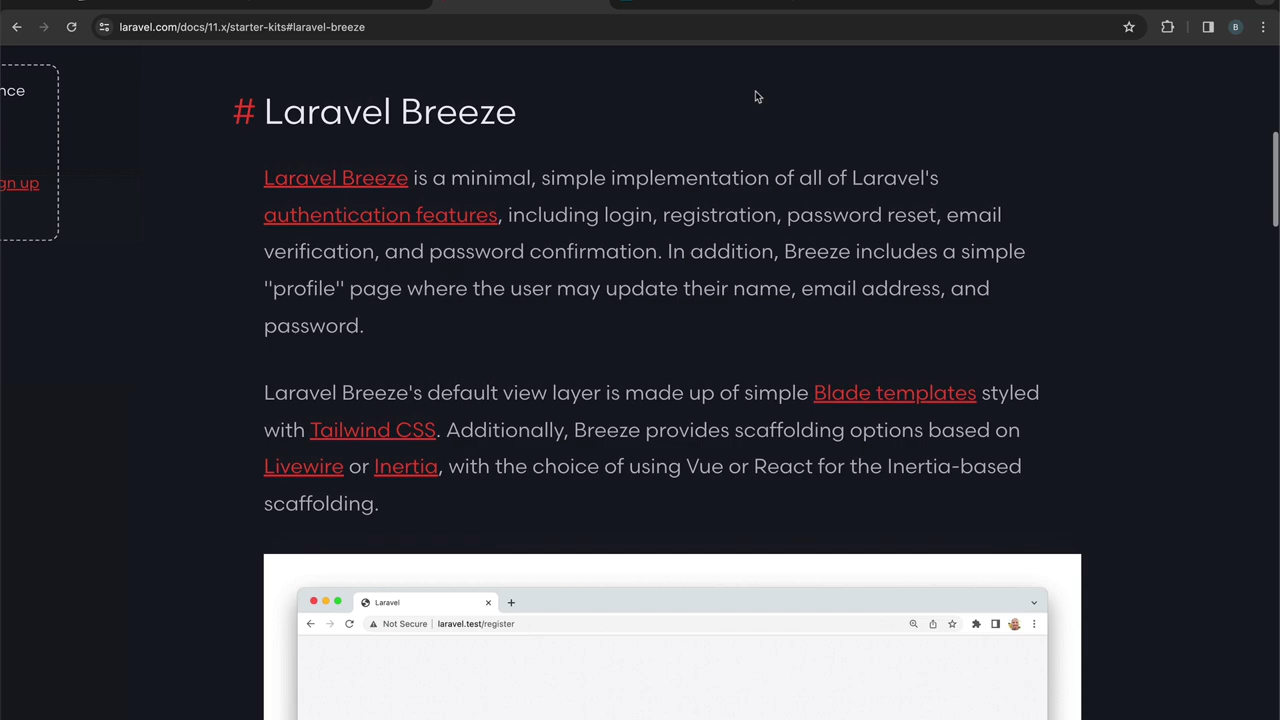 laravel.com/docs/11.x/starter-kits#laravel-breeze
B
nce
gn up
# Laravel Breeze
Laravel Breeze is a minimal, simple implementation of all of Laravel's
authentication features, including login, registration, password reset, email
verification, and password confirmation. In addition, Breeze includes a simple
"profile" page where the user may update their name, email address, and
password.
Laravel Breeze's default view layer is made up of simple Blade templates styled
with Tailwind CSS. Additionally, Breeze provides scaffolding options based on
Livewire or Inertia, with the choice of using Vue or React for the Inertia-based
scaffolding.
Laravel
Not Secure | laravel.test/register